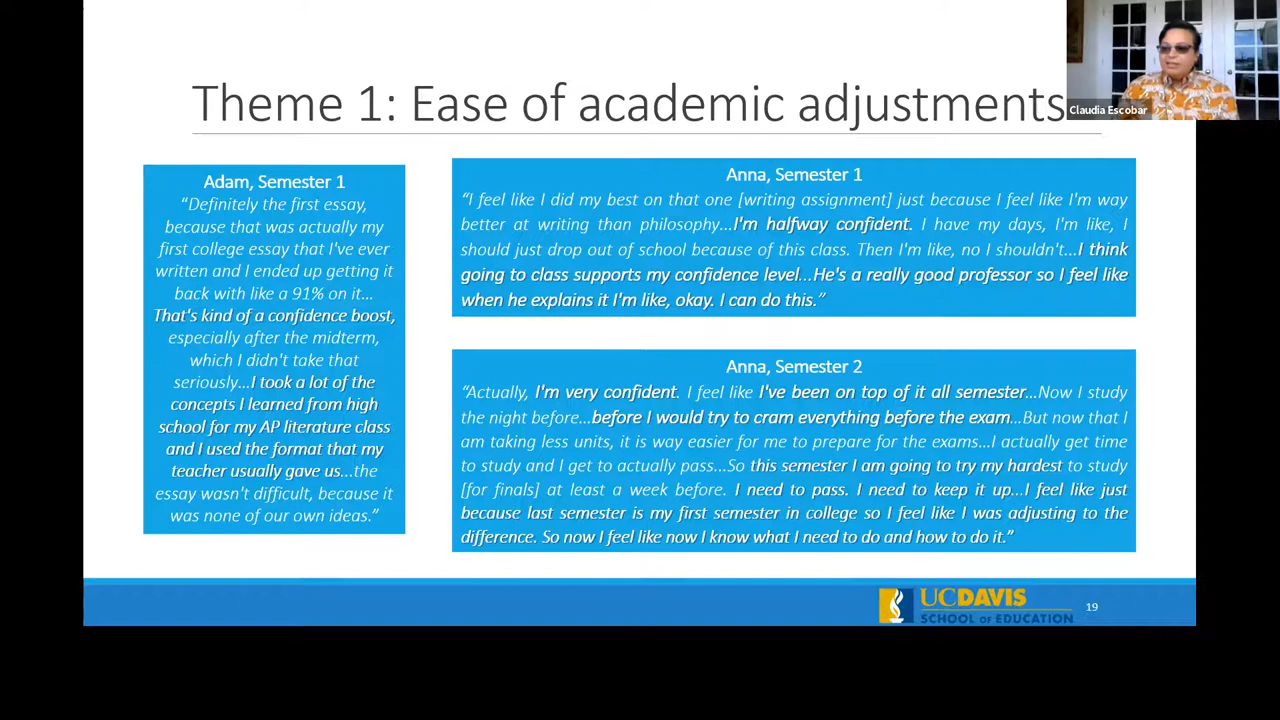 Theme 1: Ease of academic adjustments
Claudia Escobar
Adam, Semester 1
"Definitely the first essay,
because that was actually my
first college essay that I've ever
written and I ended up getting it
back with like a 91% on it...
That's kind of a confidence boost,
especially after the midterm,
which I didn't take that
seriously...I took a lot of the
concepts I learned from high
school for my AP literature class
and I used the format that my
teacher usually gave us...the
essay wasn't difficult, because it
was none of our own ideas."
Anna, Semester 1
"I feel like I did my best on that one [writing assignment] just because I feel like I'm way
better at writing than philosophy...I'm halfway confident. I have my days, I'm like, I
should just drop out of school because of this class. Then I'm like, no I shouldn't...I think
going to class supports my confidence level...He's a really good professor so I feel like
when he explains it I'm like, okay. I can do this."
Anna, Semester 2
"Actually, I'm very confident. I feel like I've been on top of it all semester...Now I study
the night before...before I would try to cram everything before the exam...But now that I
am taking less units, it is way easier for me to prepare for the exams...I actually get time
to study and I get to actually pass...So this semester I am going to try my hardest to study
[for finals] at least a week before. I need to pass. I need to keep it up...I feel like just
because last semester is my first semester in college so I feel like I was adjusting to the
difference. So now I feel like now I know what I need to do and how to do it."
UCDAVIS
SCHOOL OF EDUCATION
19